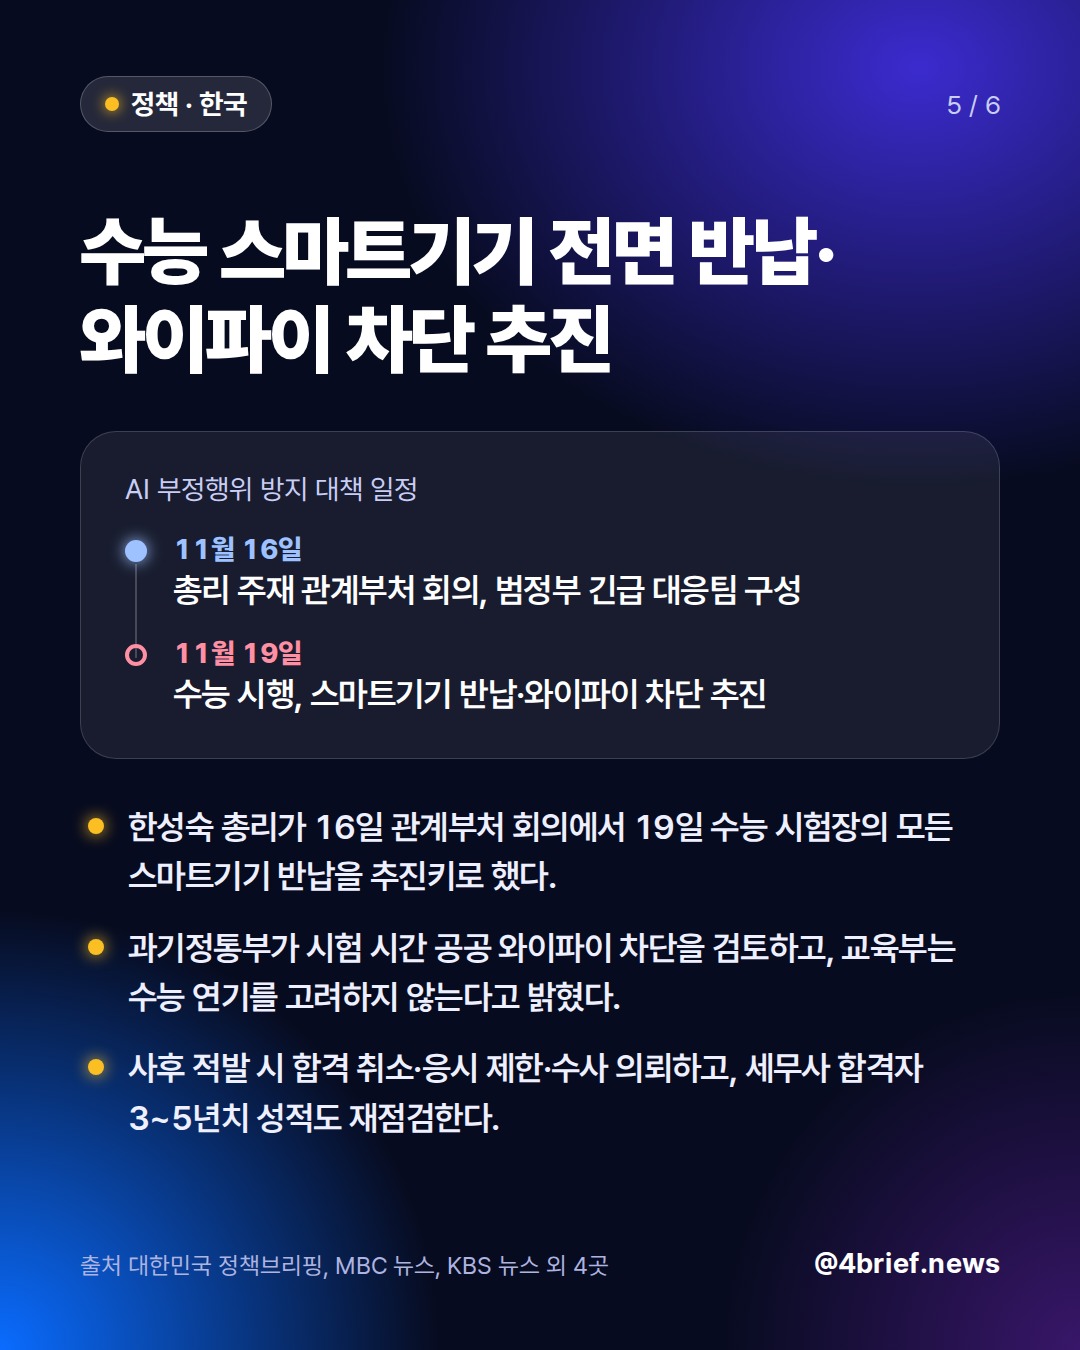 정책 · 한국
5 / 6
수능 스마트기기 전면 반납·
와이파이 차단 추진
AI 부정행위 방지 대책 일정
11월 16일
총리 주재 관계부처 회의, 범정부 긴급 대응팀 구성
11월 19일
수능 시행, 스마트기기 반납·와이파이 차단 추진
한성숙 총리가 16일 관계부처 회의에서 19일 수능 시험장의 모든
스마트기기 반납을 추진키로 했다.
과기정통부가 시험 시간 공공 와이파이 차단을 검토하고, 교육부는
수능 연기를 고려하지 않는다고 밝혔다.
사후 적발 시 합격 취소·응시 제한·수사 의뢰하고, 세무사 합격자
3~5년치 성적도 재점검한다.
출처 대한민국 정책브리핑, MBC 뉴스, KBS 뉴스 외 4곳
@4brief.news